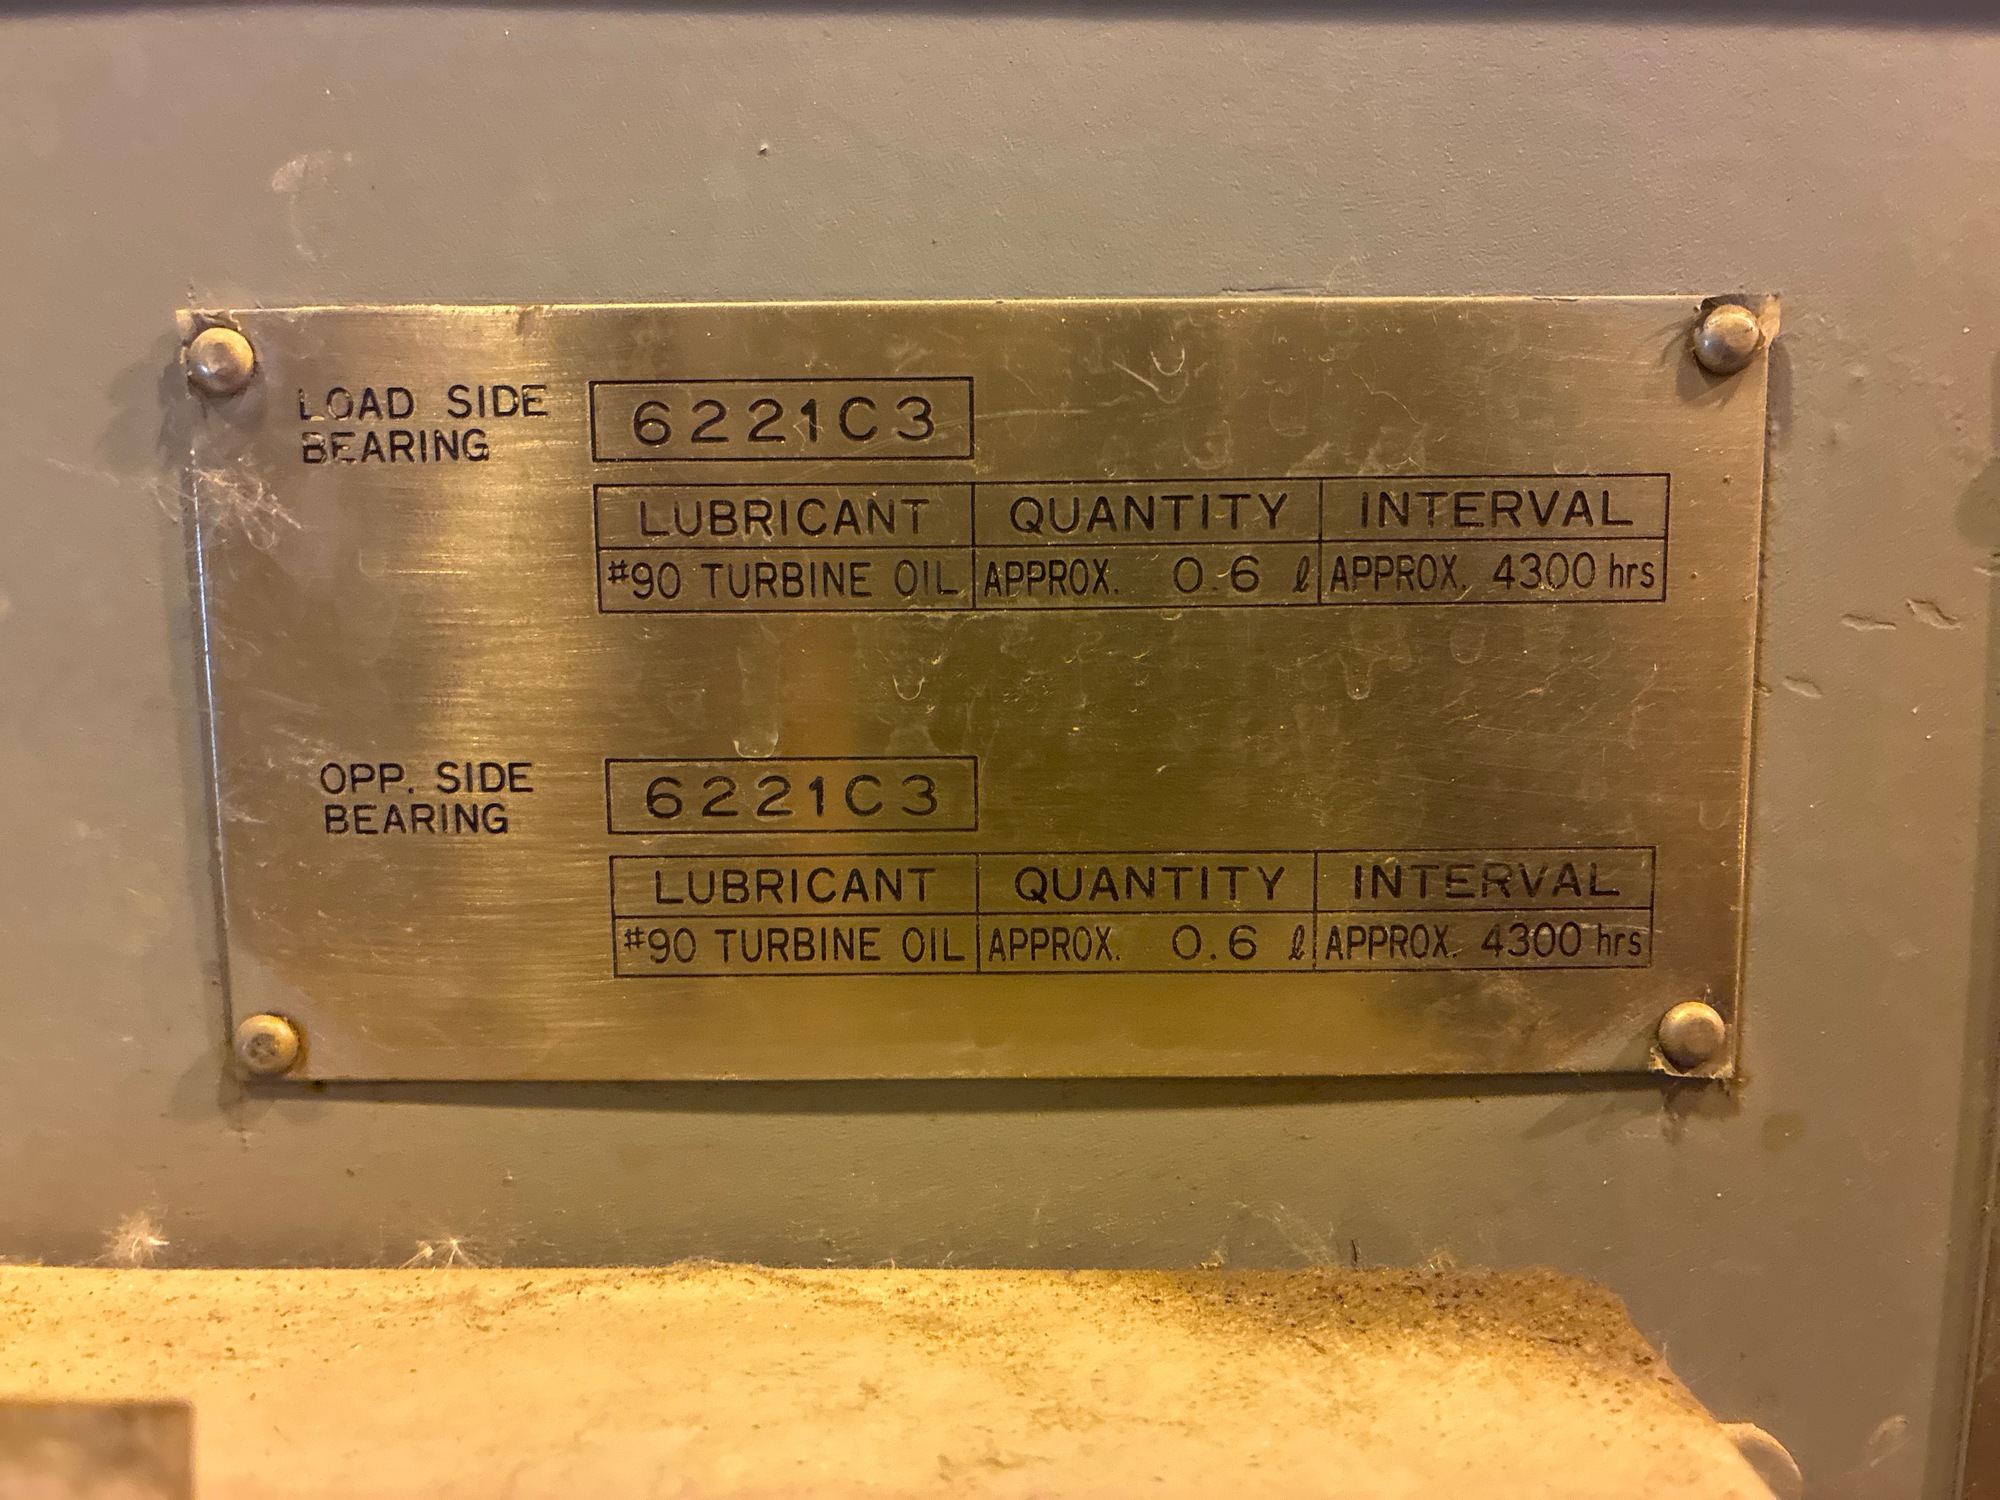 LOAD SIDE
BEARING
6221C3
LUBRICANT QUANTITY INTERVAL
#90 TURBINE OIL APPROX. 0.6 ℓ APPROX. 4300 hrs
OPP. SIDE
BEARING
6221C3
LUBRICANT QUANTITY INTERVAL
#90 TURBINE OIL APPROX. 0.6 ℓ APPROX. 4300 hrs